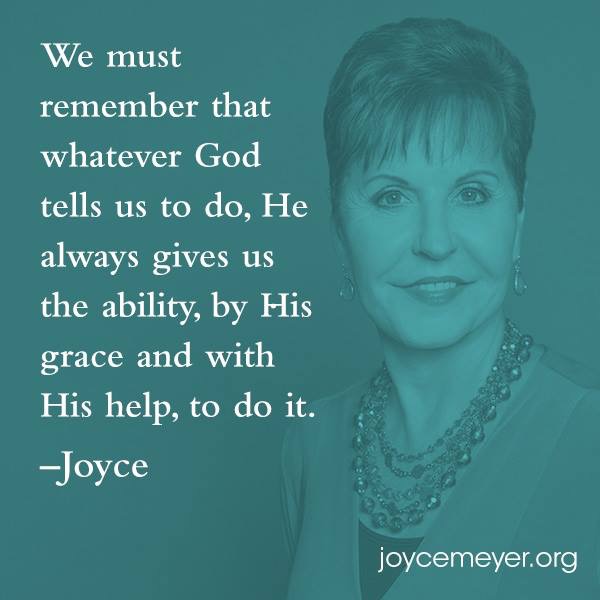 We must
remember that
whatever God
tells us to do, He
always gives us
the ability, by His
grace and with
His help, to do it.
–Joyce
joycemeyer.org